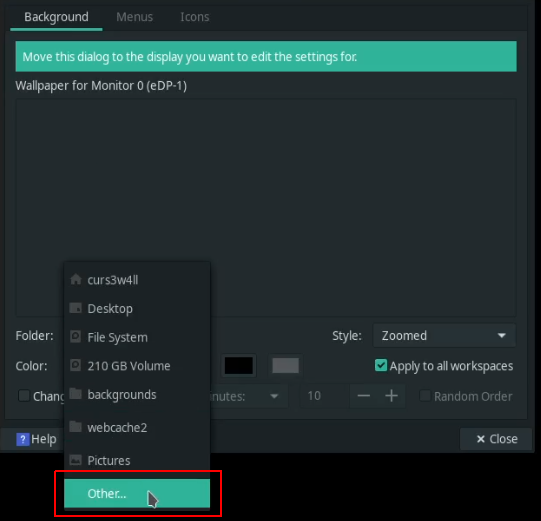 Background Menus Icons
Move this dialog to the display you want to edit the settings for.
Wallpaper for Monitor 0 (eDP-1)
curs3w4ll
Desktop
Folder: File System Style: Zoomed
Color: 210 GB Volume Apply to all workspaces
backgrounds 10 Random Order
webcache2
? Help Close
Pictures
Other...